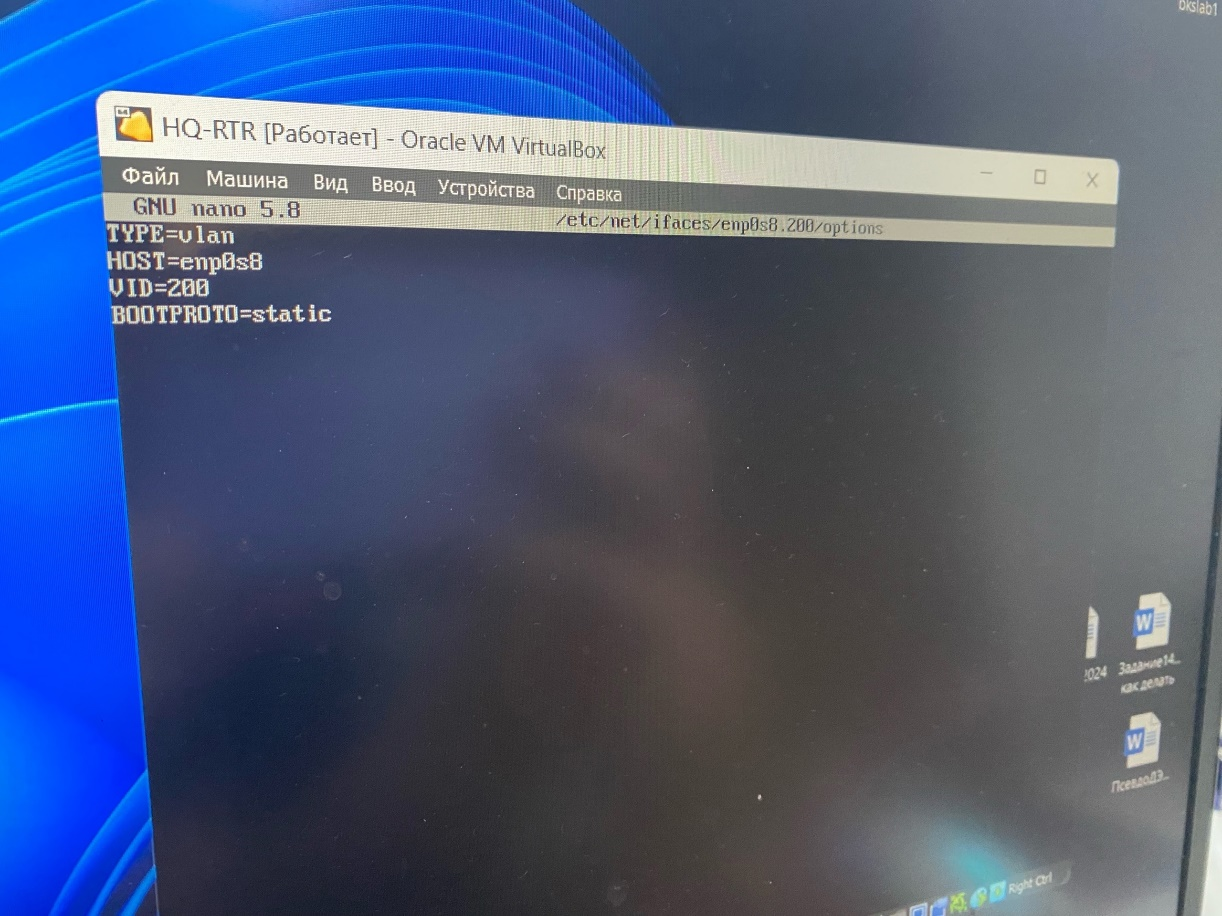 bkslab1
HQ-RTR [Работает] - Oracle VM VirtualBox
Файл Машина Вид Ввод Устройства Справка
GNU nano 5.8 /etc/net/ifaces/enp0s8.200/options
TYPE=vlan
HOST=enp0s8
VID=200
BOOTPROTO=static
2024
Задание14...
как делать
ПсевдоДЭ...
Right Ctrl